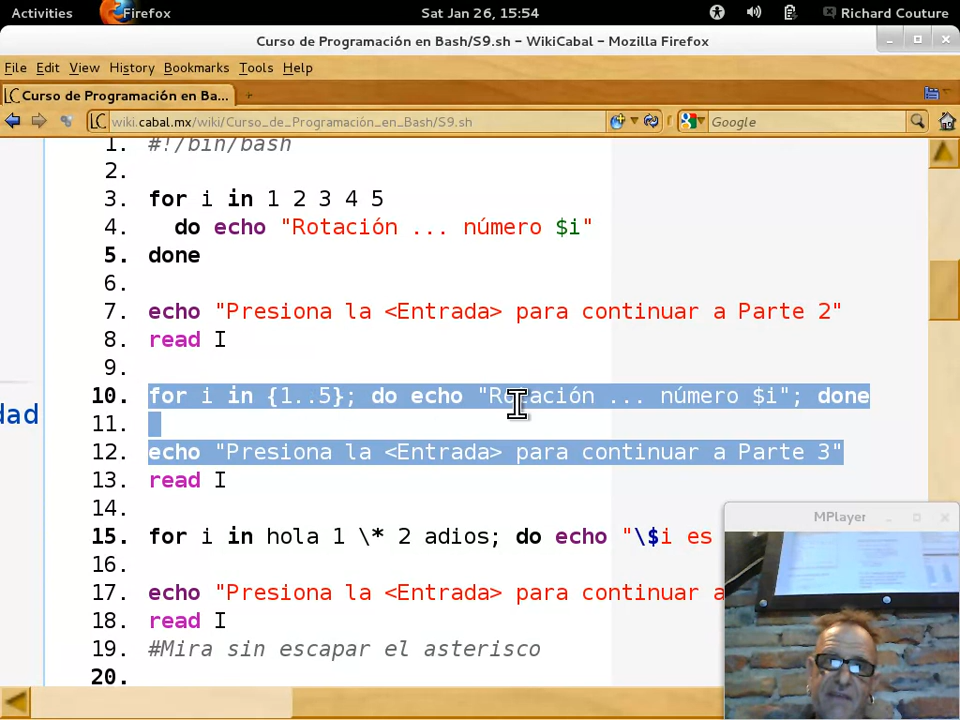 Activities Firefox Sat Jan 26, 15:54 Richard Couture
Curso de Programación en Bash/S9.sh – WikiCabal – Mozilla Firefox
File Edit View History Bookmarks Tools Help
Curso de Programación en Ba...
wiki.cabal.mx/wiki/Curso_de_Programación_en_Bash/S9.sh Google
1. #!/bin/bash
2.
3. for i in 1 2 3 4 5
4. do echo "Rotación ... número $i"
5. done
6.
7. echo "Presiona la <Entrada> para continuar a Parte 2"
8. read I
9.
10. for i in {1..5}; do echo "Rotación ... número $i"; done
dad 11.
12. echo "Presiona la <Entrada> para continuar a Parte 3"
13. read I
14.
15. for i in hola 1 \* 2 adios; do echo "\$i es
16.
17. echo "Presiona la <Entrada> para continuar a
18. read I
19. #Mira sin escapar el asterisco
20.
MPlayer